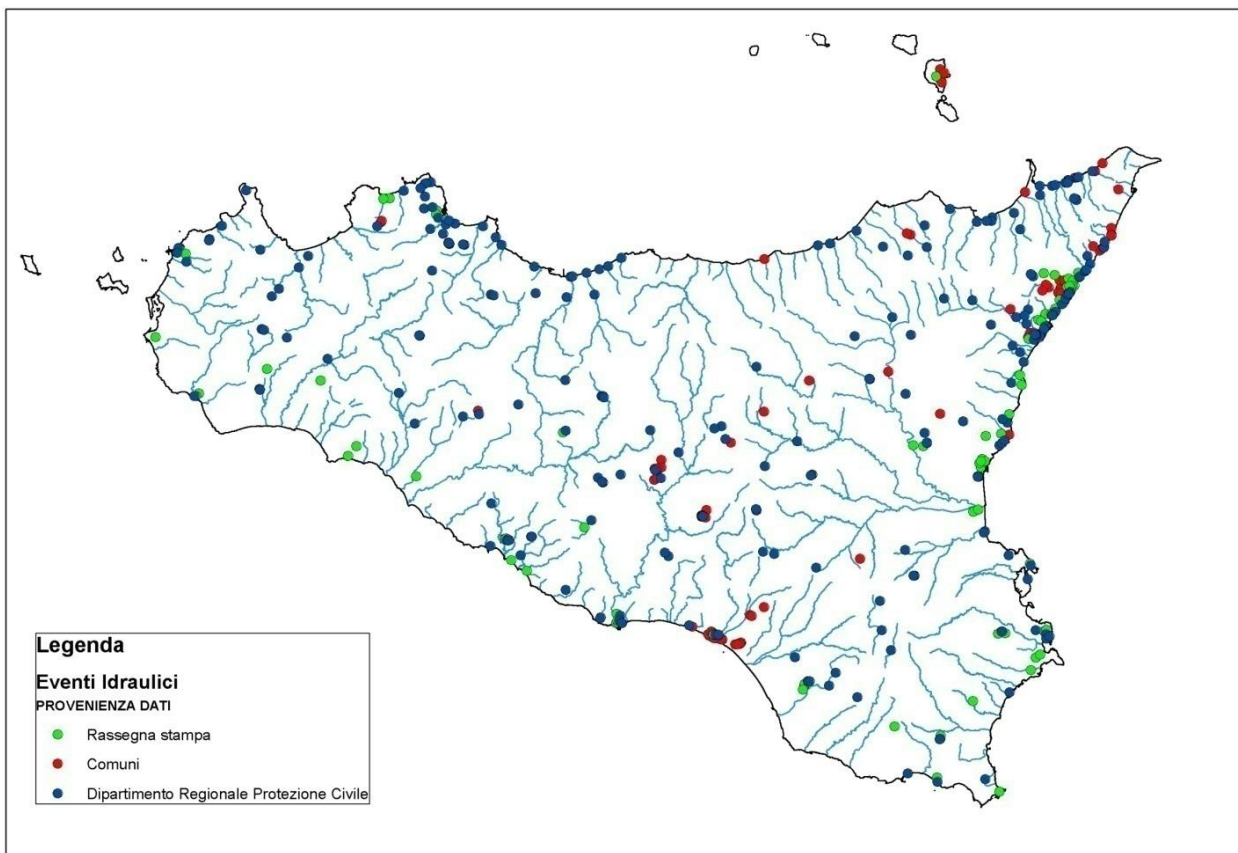 Legenda
Eventi Idraulici
PROVENIENZA DATI
Rassegna stampa
Comuni
Dipartimento Regionale Protezione Civile